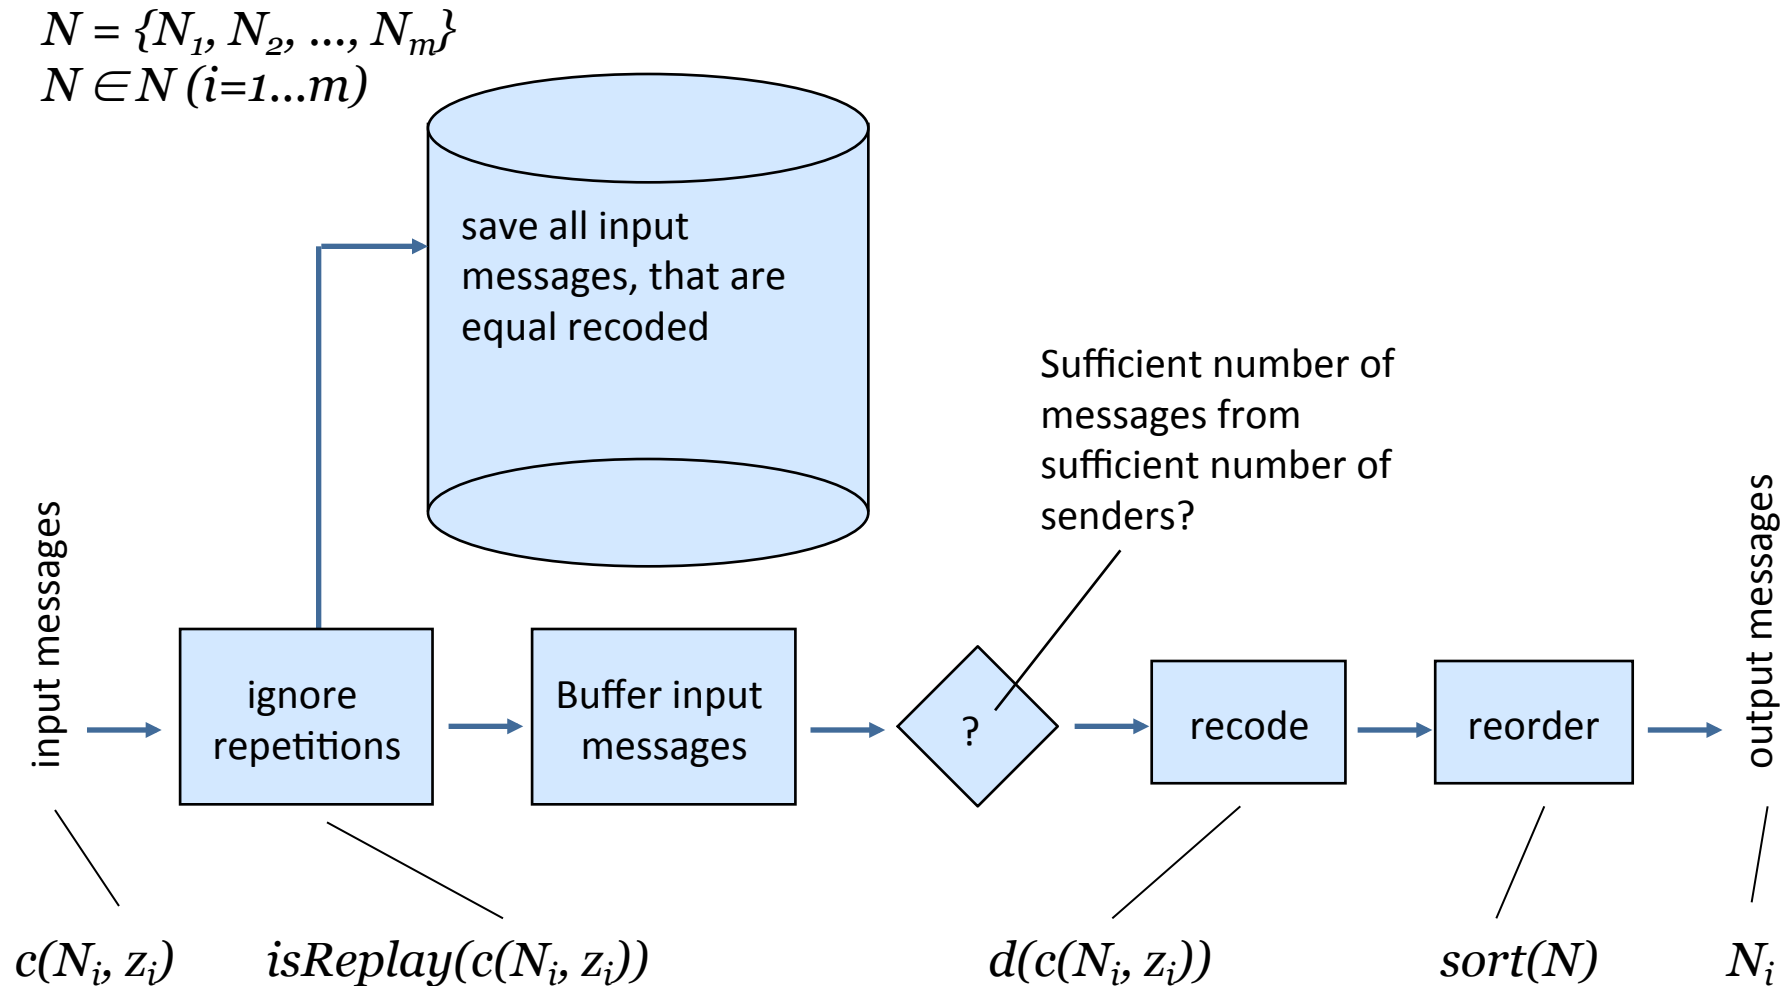 N = {N₁, N₂, ..., Nₘ}
N ∈ N (i=1...m)
save all input
messages, that are
equal recoded
Sufficient number of
messages from
sufficient number of
senders?
input messages
ignore
repetitions
Buffer input
messages
?
recode
reorder
output messages
c(Nᵢ, zᵢ)
isReplay(c(Nᵢ, zᵢ))
d(c(Nᵢ, zᵢ))
sort(N)
Nᵢ